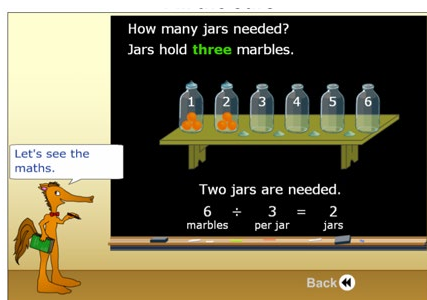 How many jars needed?
Jars hold three marbles.
1 2 3 4 5 6
Let's see the
maths.
Two jars are needed.
6 ÷ 3 = 2
marbles per jar jars
Back